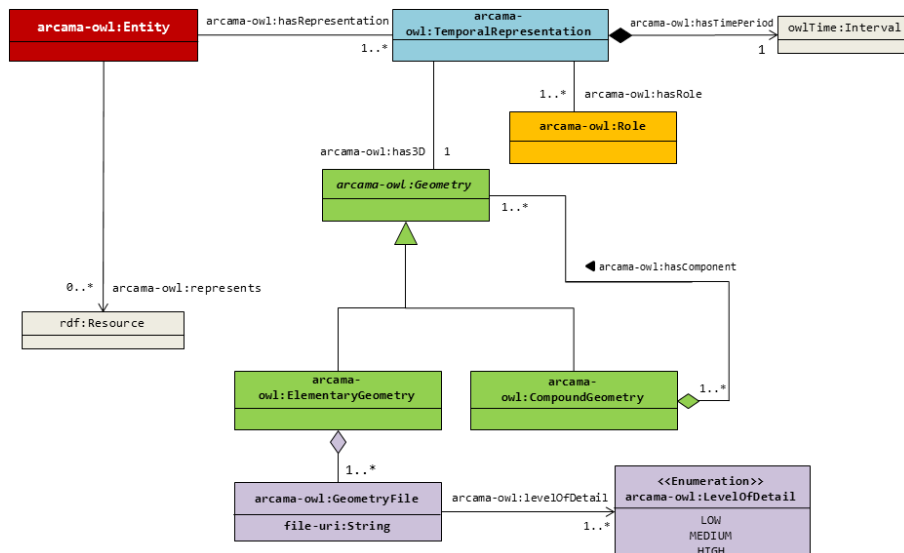 arcama-owl:Entity
arcama-owl:hasRepresentation
1..*
arcama-
owl:TemporalRepresentation
arcama-owl:hasTimePeriod
1
owlTime:Interval
1..*
arcama-owl:hasRole
arcama-owl:Role
arcama-owl:has3D
1
arcama-owl:Geometry
1..*
arcama-owl:hasComponent
0..*
arcama-owl:represents
rdf:Resource
arcama-
owl:ElementaryGeometry
arcama-
owl:CompoundGeometry
1..*
1..*
arcama-owl:GeometryFile
file-uri:String
arcama-owl:levelOfDetail
1..*
<<Enumeration>>
arcama-owl:LevelOfDetail
LOW
MEDIUM
HIGH